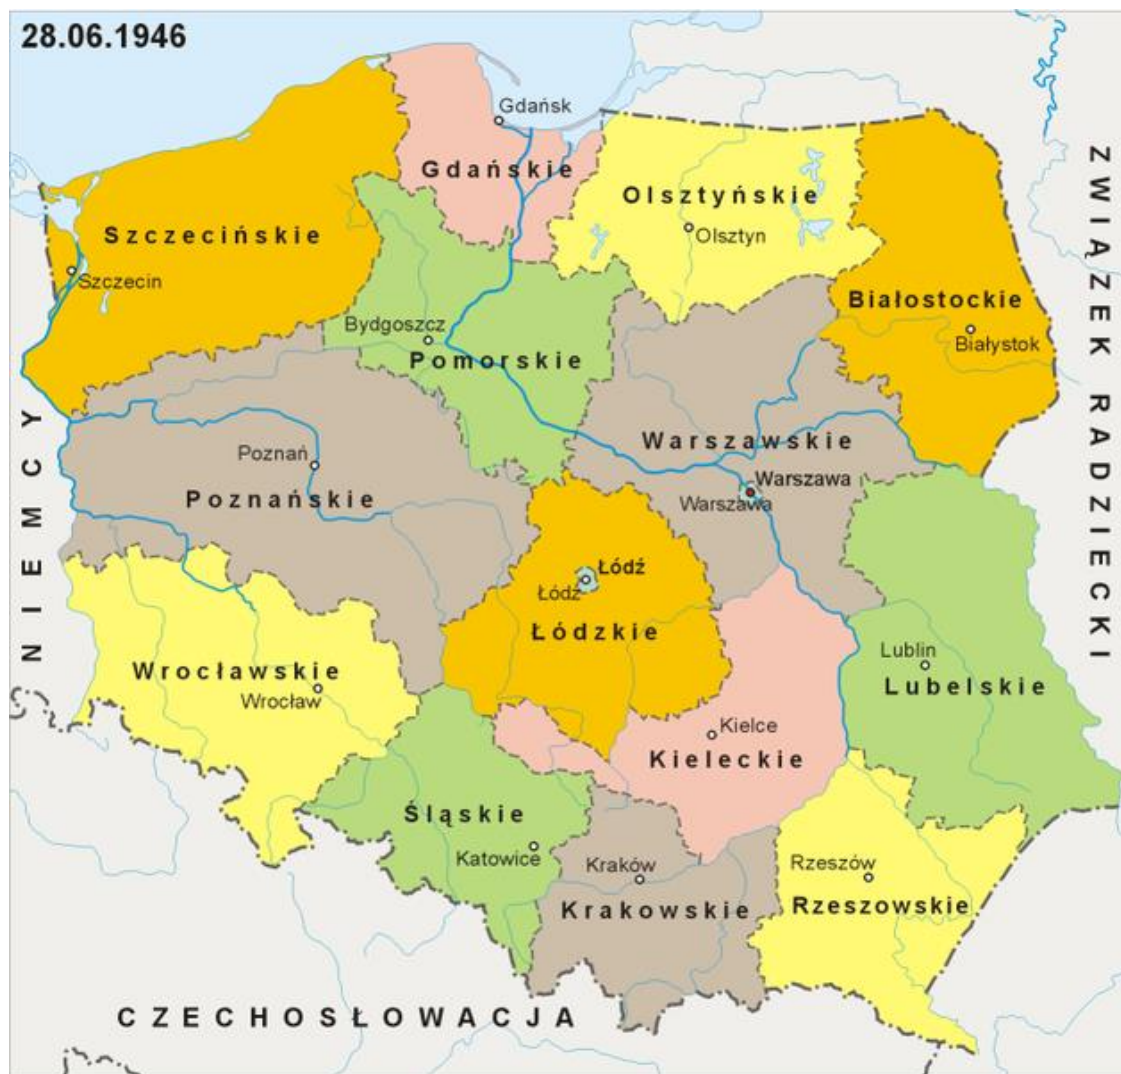 28.06.1946
Gdańsk
Gdańskie
Olsztyńskie
Olsztyn
Szczecińskie
Szczecin
Białostockie
Białystok
Bydgoszcz
Pomorskie
ZWIĄZEK RADZIECKI
NIEMCY
Warszawskie
Warszawa
Warszawa
Poznań
Poznańskie
Łódź
Łódź
Łódzkie
Wrocławskie
Wrocław
Lublin
Lubelskie
Kielce
Kieleckie
Śląskie
Katowice
Kraków
Krakowskie
Rzeszów
Rzeszowskie
CZECHOSŁOWACJA